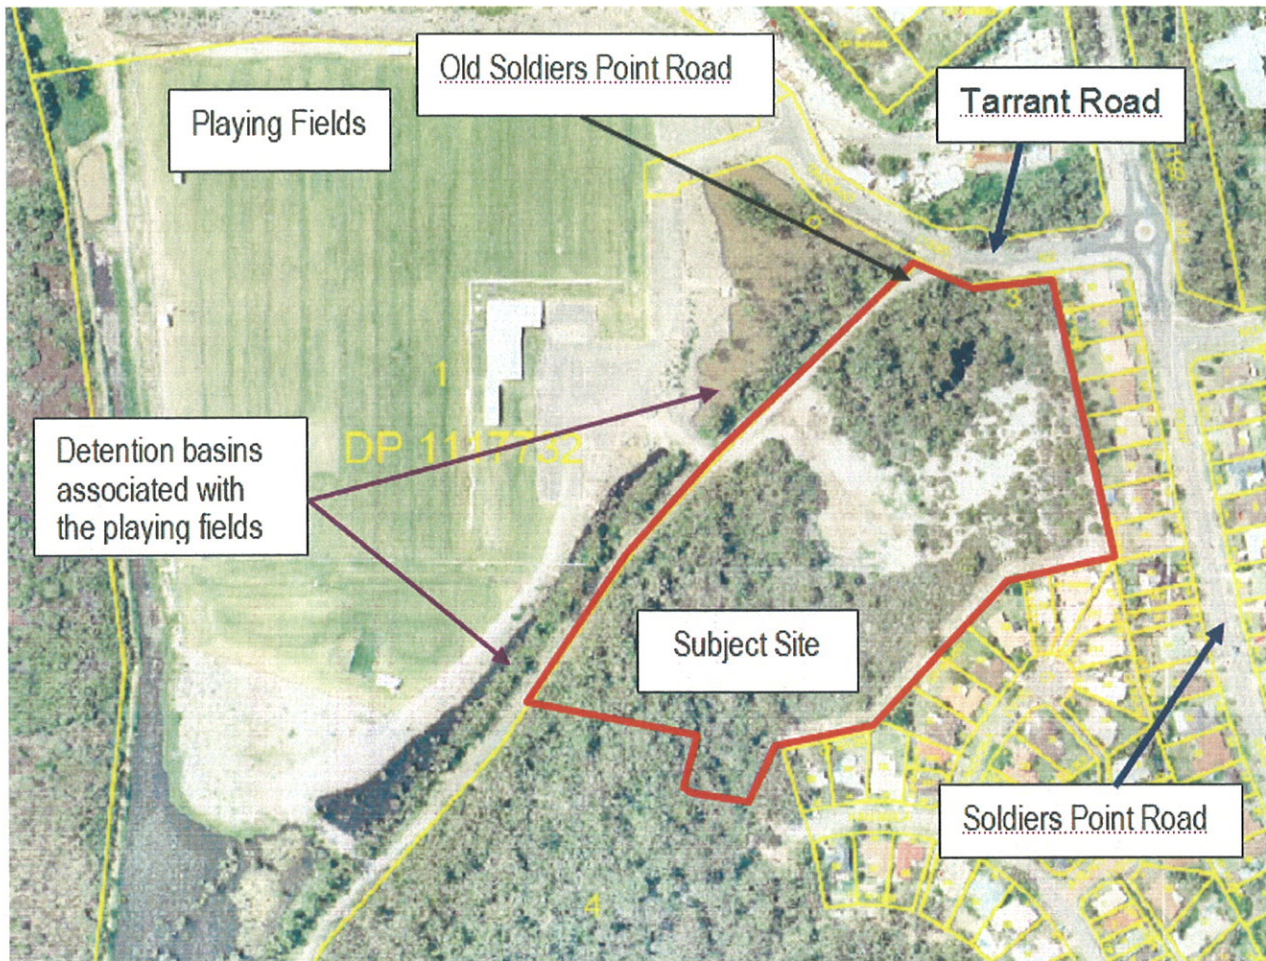 Old Soldiers Point Road
Tarrant Road
Playing Fields
1
DP 1117732
3
Detention basins
associated with
the playing fields
Subject Site
Soldiers Point Road
4